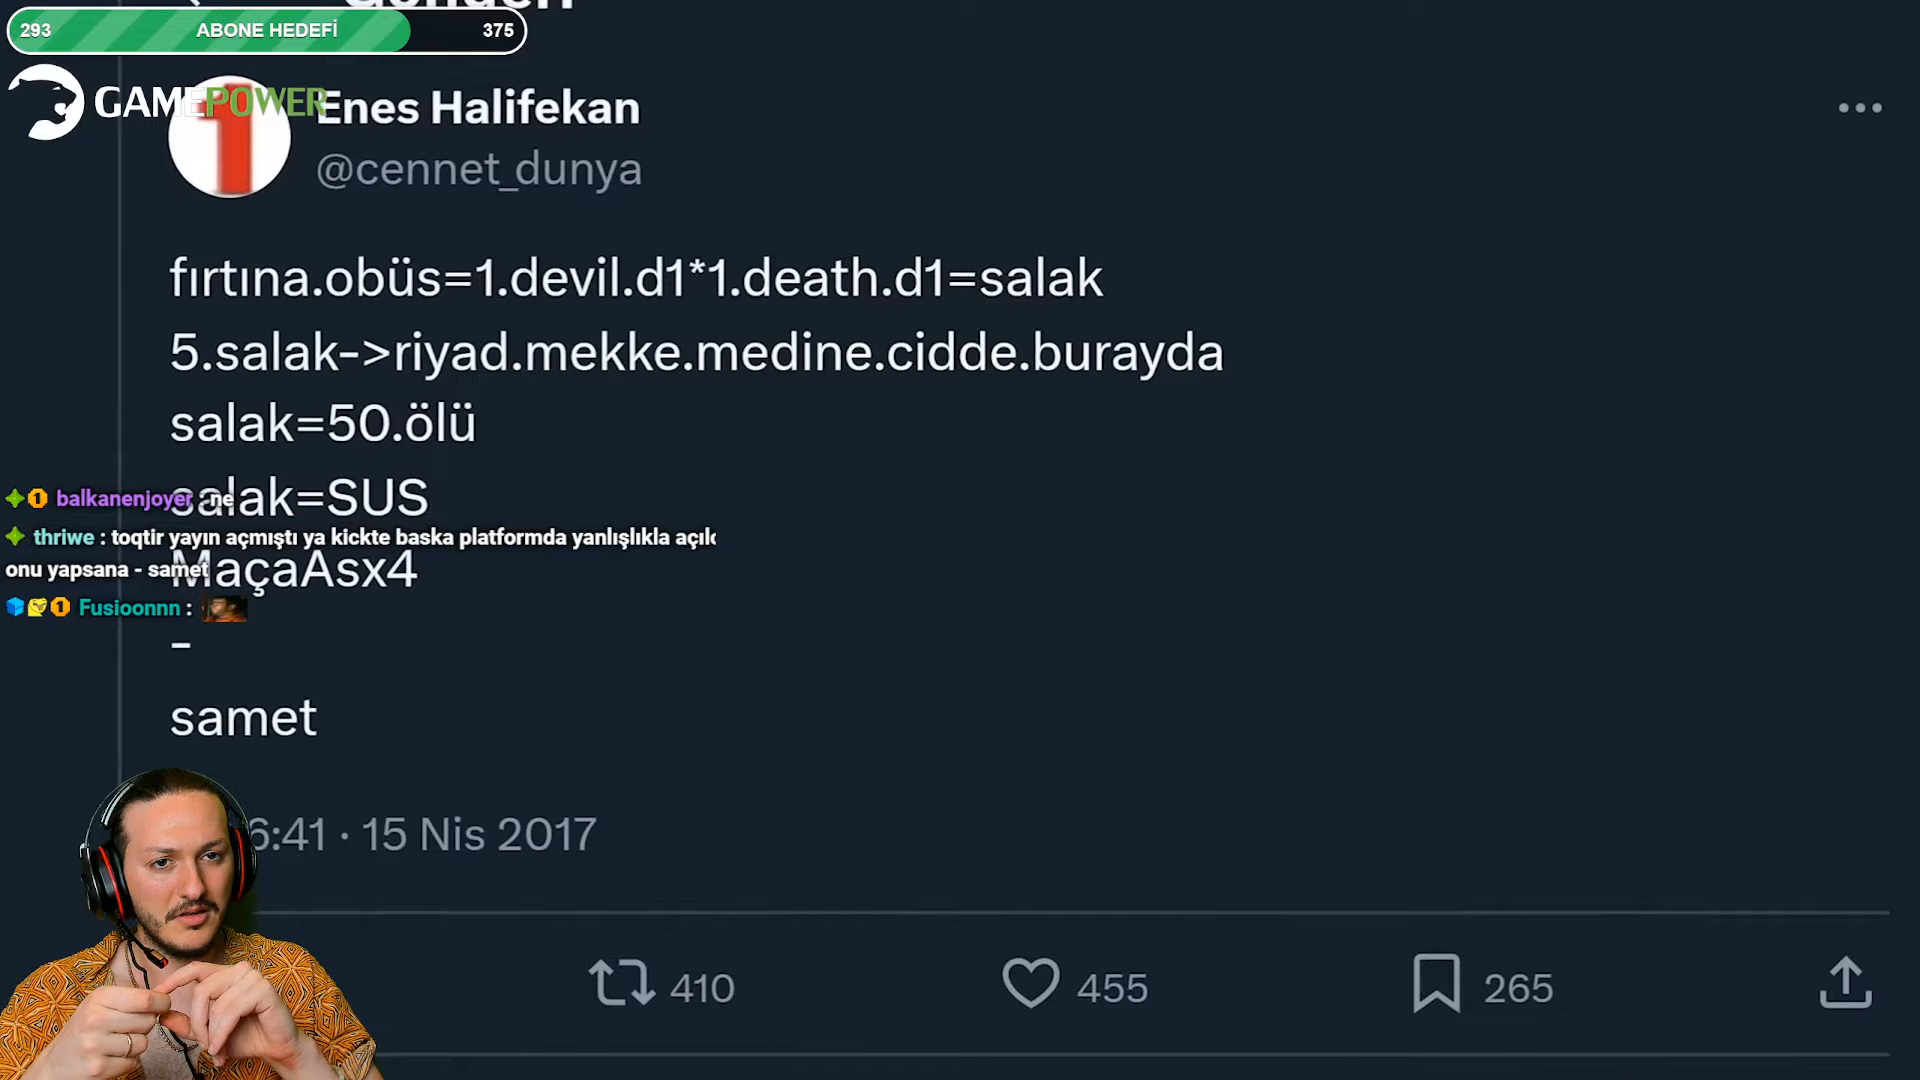 293 ABONE HEDEFİ 375
GAMEPOWER
Enes Halifekan
@cennet_dunya
fırtına.obüs=1.devil.d1*1.death.d1=salak
5.salak->riyad.mekke.medine.cidde.burayda
salak=50.ölü
salak=SUS
balkanenjoyer : ne
thriwe : toqtir yayın açmıştı ya kickte baska platformda yanlışlıkla
onu yapsana - samet
MaçaAsx4
Fusioonnn :
-
samet
6:41 · 15 Nis 2017
410 455 265